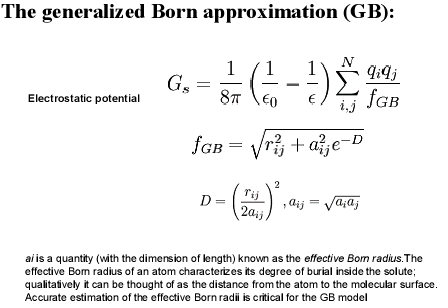 The generalized Born approximation (GB):
Electrostatic potential
G_s = \frac{1}{8\pi} \left( \frac{1}{\epsilon_0} - \frac{1}{\epsilon} \right) \sum_{i,j}^{N} \frac{q_i q_j}{f_{GB}}
f_{GB} = \sqrt{r_{ij}^2 + a_{ij}^2 e^{-D}}
D = \left( \frac{r_{ij}}{2a_{ij}} \right)^2, a_{ij} = \sqrt{a_i a_j}
ai is a quantity (with the dimension of length) known as the effective Born radius.The
effective Born radius of an atom characterizes its degree of burial inside the solute;
qualitatively it can be thought of as the distance from the atom to the molecular surface.
Accurate estimation of the effective Born radii is critical for the GB model